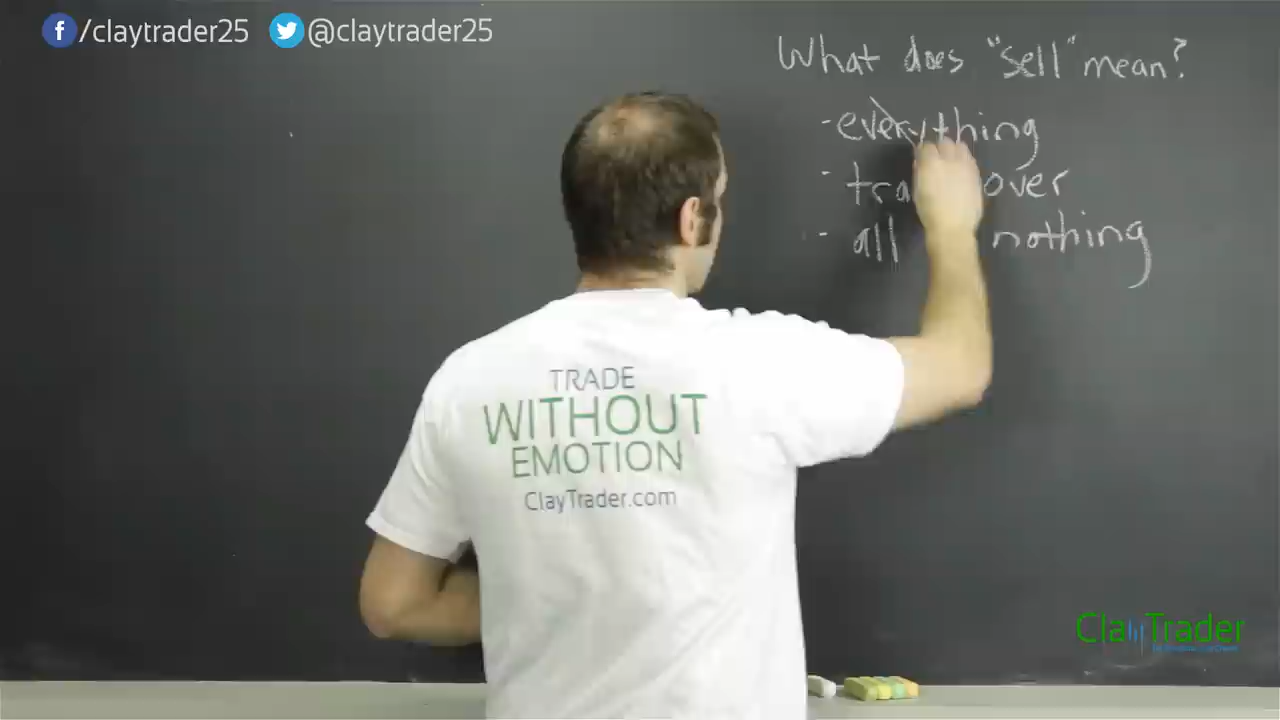 /claytrader25 @claytrader25
What does "sell" mean?
- everything
- tra over
- all nothing
TRADE
WITHOUT
EMOTION
ClayTrader.com
ClayTrader